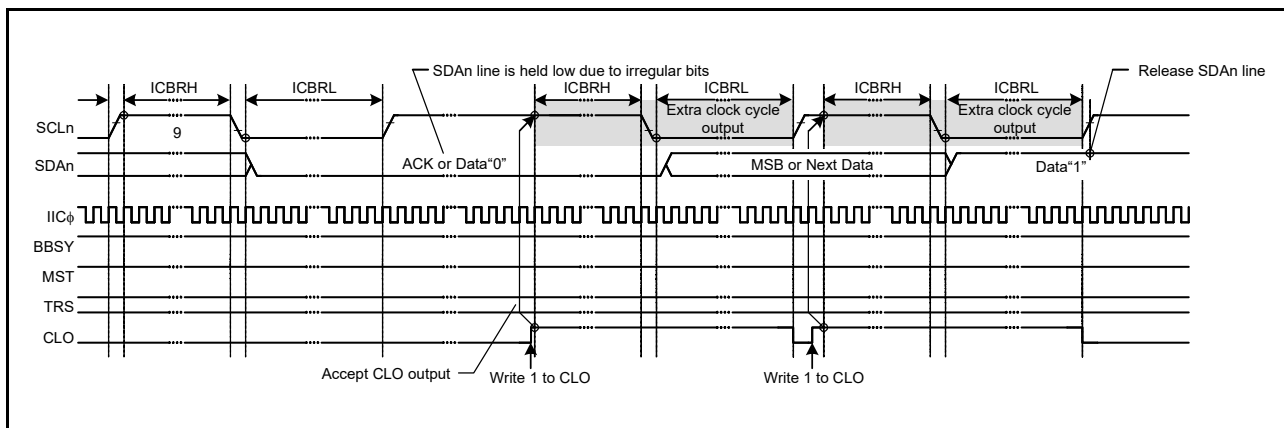 SDAn line is held low due to irregular bits
Release SDAn line
ICBRH
ICBRL
ICBRH
ICBRL
ICBRH
ICBRL
SCLn
9
Extra clock cycle
output
Extra clock cycle
output
SDAn
ACK or Data“0”
MSB or Next Data
Data“1”
IICϕ
BBSY
MST
TRS
CLO
Accept CLO output
Write 1 to CLO
Write 1 to CLO